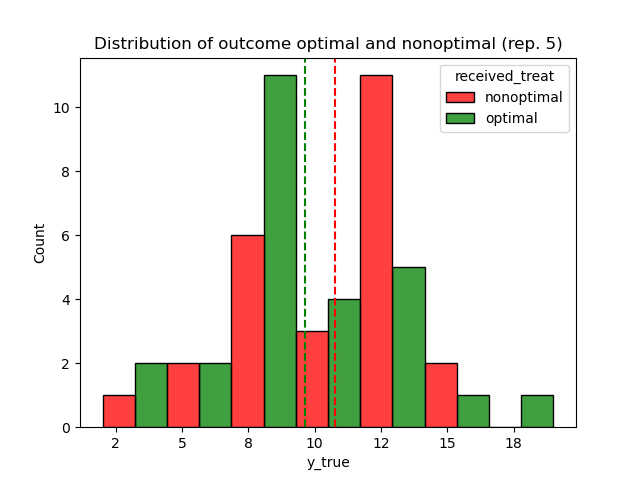 Distribution of outcome optimal and nonoptimal (rep. 5)
received_treat
nonoptimal
optimal
Count
10
8
6
4
2
0
2 5 8 10 12 15 18
y_true